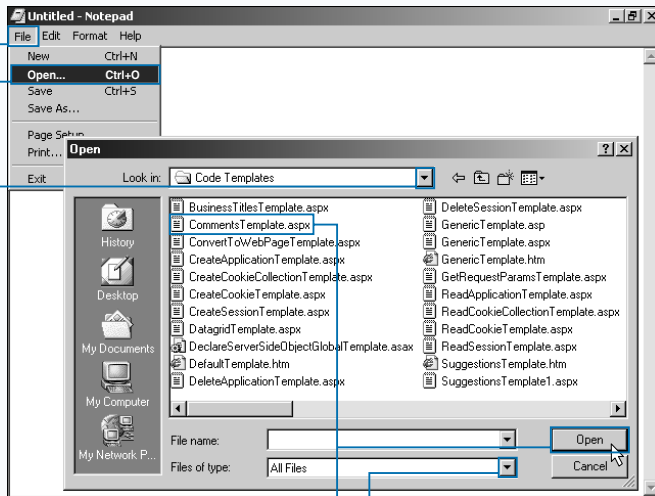 Untitled - Notepad
File Edit Format Help
New Ctrl+N
Open... Ctrl+O
Save Ctrl+S
Save As...
Page Setup
Print...
Exit
Open
Look in: Code Templates
History
Desktop
My Documents
My Computer
My Network P...
BusinessTitlesTemplate.aspx
CommentsTemplate.aspx
ConvertToWebPageTemplate.aspx
CreateApplicationTemplate.aspx
CreateCookieCollectionTemplate.aspx
CreateCookieTemplate.aspx
CreateSessionTemplate.aspx
DatagridTemplate.aspx
DeclareServerSideObjectGlobalTemplate.asax
DefaultTemplate.htm
DeleteApplicationTemplate.aspx
DeleteSessionTemplate.aspx
GenericTemplate.asp
GenericTemplate.aspx
GenericTemplate.htm
GetRequestParamsTemplate.aspx
ReadApplicationTemplate.aspx
ReadCookieCollectionTemplate.aspx
ReadCookieTemplate.aspx
ReadSessionTemplate.aspx
SuggestionsTemplate.htm
SuggestionsTemplate1.aspx
File name: Open
Files of type: All Files Cancel